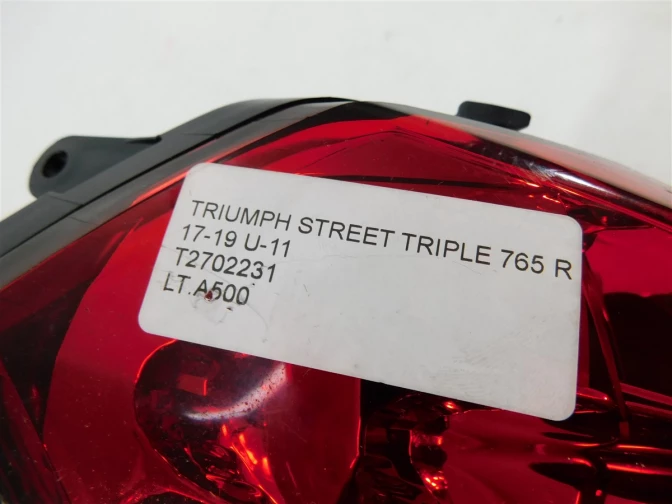 TRIUMPH STREET TRIPLE 765 R
17-19 U-11
T2702231
LT.A500